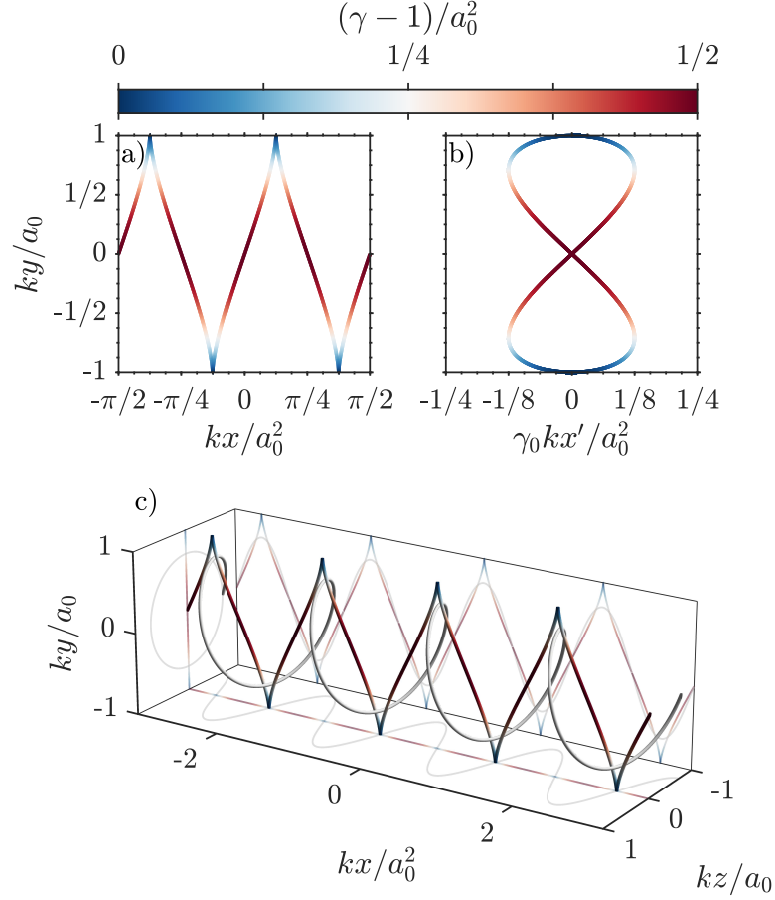 (γ − 1)/a₀²
0 1/4 1/2
a) b)
ky/a₀
1
1/2
0
-1/2
-1
-π/2 -π/4 0 π/4 π/2
kx/a₀²
-1/4 -1/8 0 1/8 1/4
γ₀kx′/a₀²
c)
ky/a₀
1
0
-1
-2 0 2
kx/a₀²
1 0 -1
kz/a₀